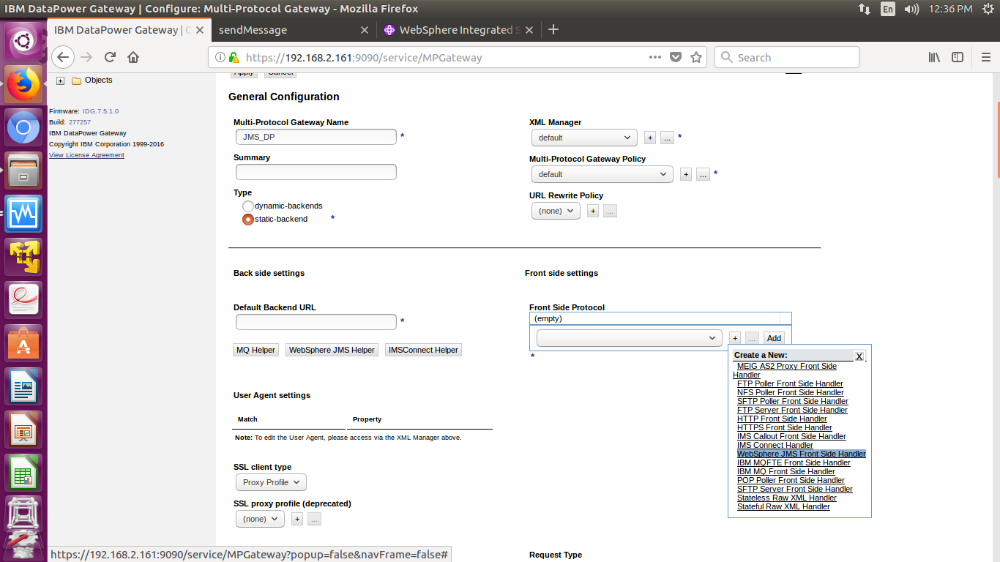 IBM DataPower Gateway | Configure: Multi-Protocol Gateway - Mozilla Firefox
En
12:36 PM
IBM DataPower Gateway | C
sendMessage
WebSphere Integrated S
https://192.168.2.161:9090/service/MPGateway
Search
Objects
Firmware: IDG.7.5.1.0
Build: 277257
IBM DataPower Gateway
Copyright IBM Corporation 1999-2016
View License Agreement
Apply
Cancel
General Configuration
Multi-Protocol Gateway Name
JMS_DP
*
Summary
Type
dynamic-backends
static-backend
*
XML Manager
default
+
...
*
Multi-Protocol Gateway Policy
default
+
...
*
URL Rewrite Policy
(none)
+
...
Back side settings
Default Backend URL
*
MQ Helper
WebSphere JMS Helper
IMSConnect Helper
Front side settings
Front Side Protocol
(empty)
+
...
Add
*
Create a New:
X
MEIG AS2 Proxy Front Side
Handler
FTP Poller Front Side Handler
NFS Poller Front Side Handler
SFTP Poller Front Side Handler
FTP Server Front Side Handler
HTTP Front Side Handler
HTTPS Front Side Handler
IMS Callout Front Side Handler
IMS Connect Handler
WebSphere JMS Front Side Handler
IBM MQFTE Front Side Handler
IBM MQ Front Side Handler
POP Poller Front Side Handler
SFTP Server Front Side Handler
Stateless Raw XML Handler
Stateful Raw XML Handler
User Agent settings
Match
Property
Note: To edit the User Agent, please access via the XML Manager above.
SSL client type
Proxy Profile
SSL proxy profile (deprecated)
(none)
+
...
Request Type
https://192.168.2.161:9090/service/MPGateway?popup=false&navFrame=false#